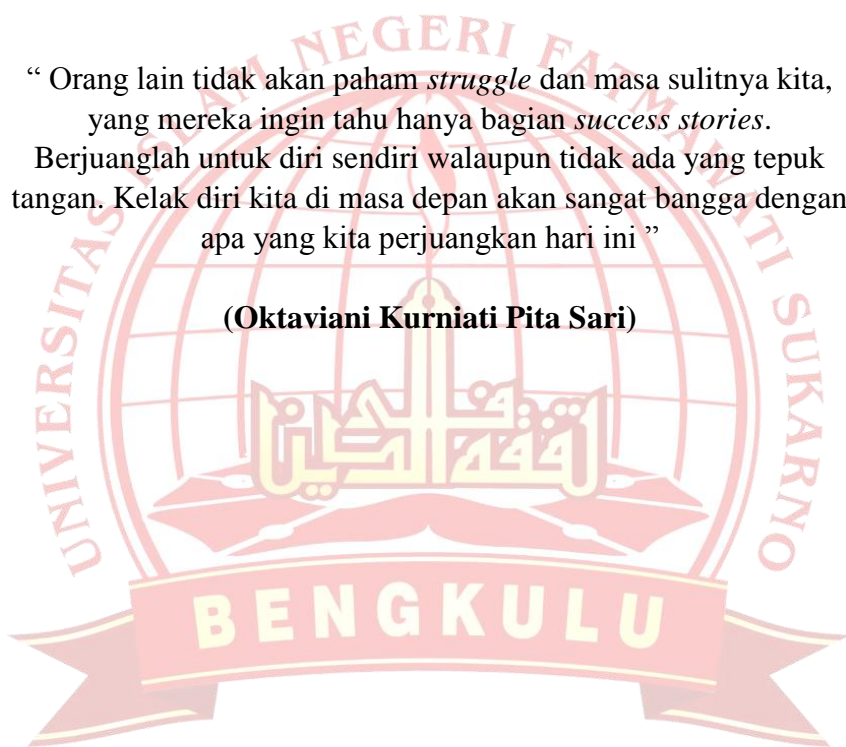 UNIVERSITAS ISLAM NEGERI FATMAWATI SUKARNO
“ Orang lain tidak akan paham struggle dan masa sulitnya kita,
yang mereka ingin tahu hanya bagian success stories.
Berjuanglah untuk diri sendiri walaupun tidak ada yang tepuk
tangan. Kelak diri kita di masa depan akan sangat bangga dengan
apa yang kita perjuangkan hari ini ”
(Oktaviani Kurniati Pita Sari)
BENGKULU